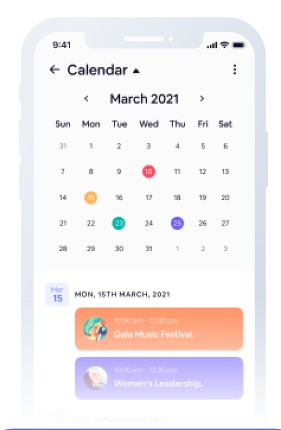 9:41
Calendar
March 2021
Sun Mon Tue Wed Thu Fri Sat
31 1 2 3 4 5 6
7 8 9 10 11 12 13
14 15 16 17 18 19 20
21 22 23 24 25 26 27
28 29 30 31 1 2 3
Mar
15
MON, 15TH MARCH, 2021
10:30 am - 12:30 pm
Gala Music Festival.
10:30 am - 12:30 pm
Women's Leadership.